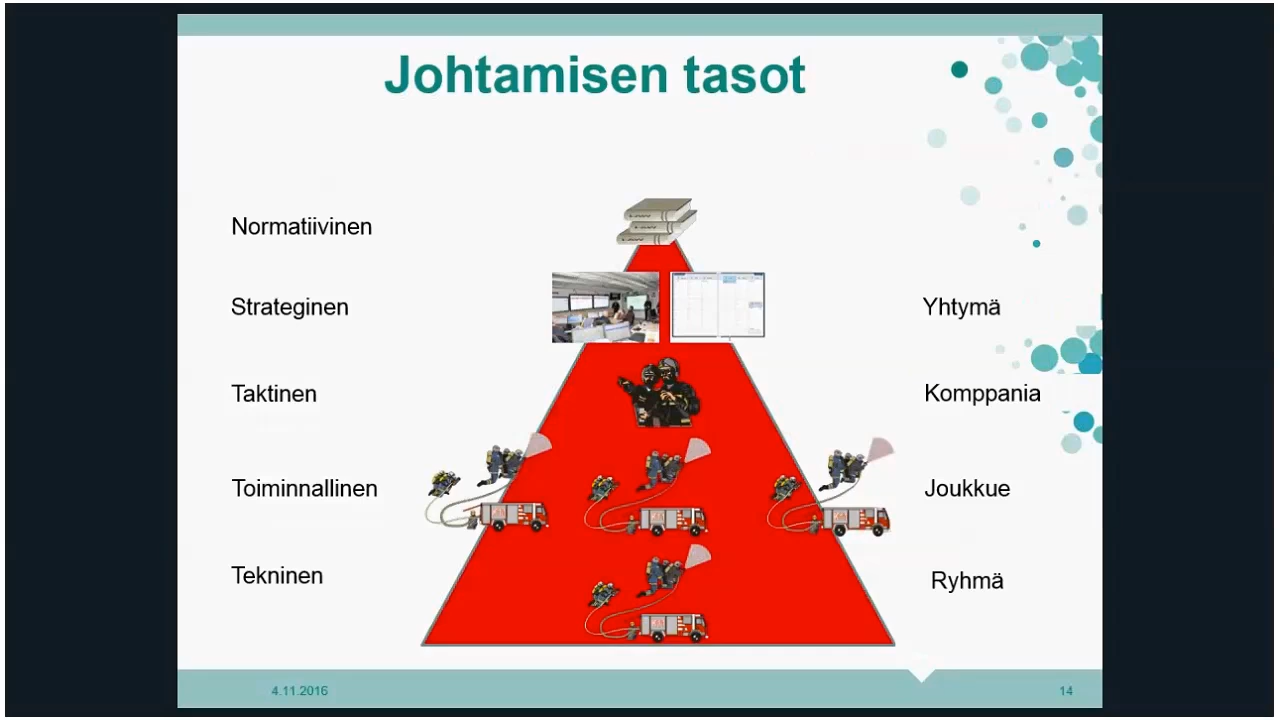 Johtamisen tasot
Normatiivinen
Strateginen
Yhtymä
Taktinen
Komppania
Toiminnallinen
Joukkue
Tekninen
Ryhmä
4.11.2016
14